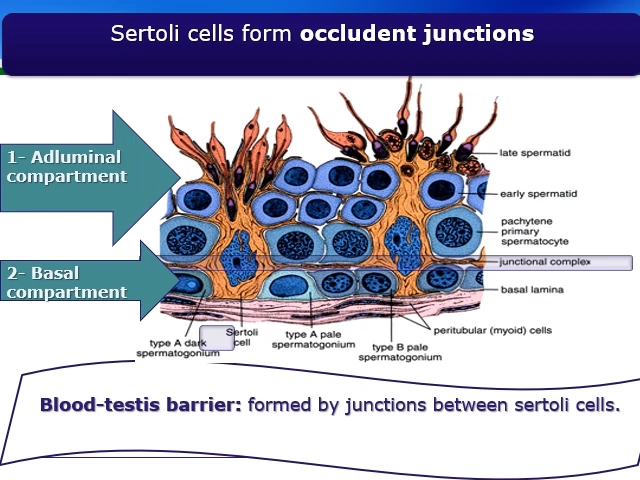 Sertoli cells form occludent junctions
1- Adluminal
compartment
2- Basal
compartment
late spermatid
early spermatid
pachytene
primary
spermatocyte
junctional complex
basal lamina
peritubular (myoid) cells
type A dark
spermatogonium
Sertoli
cell
type A pale
spermatogonium
type B pale
spermatogonium
Blood-testis barrier: formed by junctions between sertoli cells.